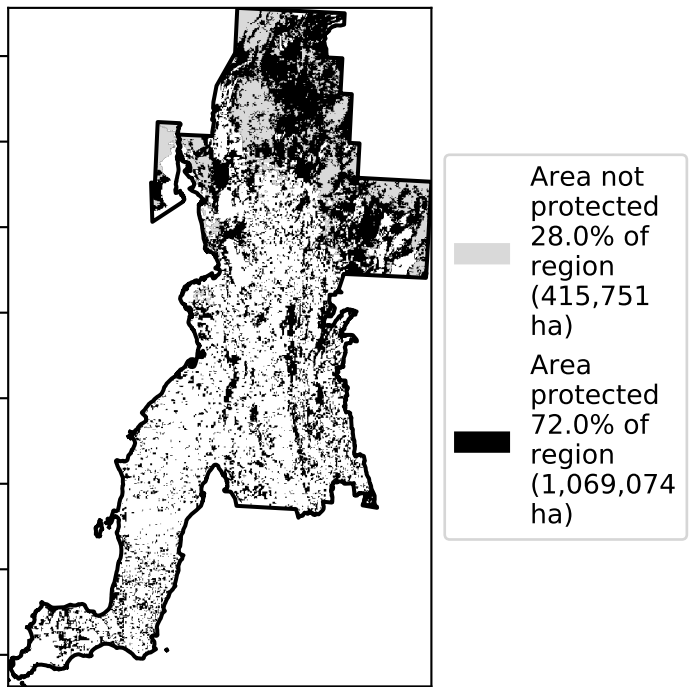 Area not
protected
28.0% of
region
(415,751
ha)
Area
protected
72.0% of
region
(1,069,074
ha)